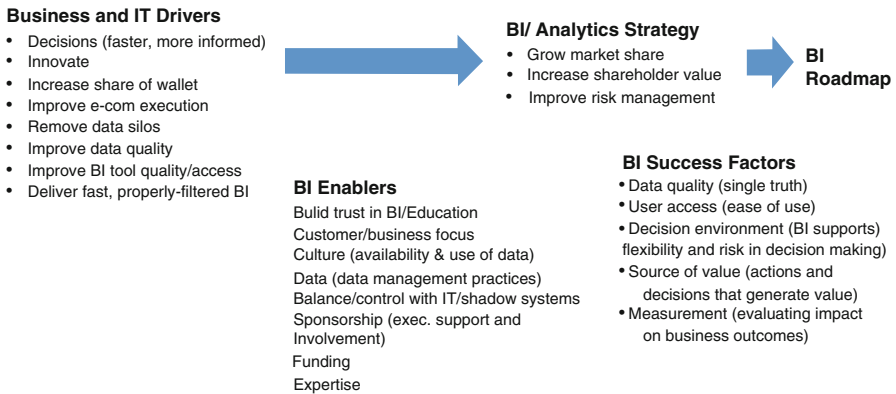 Business and IT Drivers
• Decisions (faster, more informed)
• Innovate
• Increase share of wallet
• Improve e-com execution
• Remove data silos
• Improve data quality
• Improve BI tool quality/access
• Deliver fast, properly-filtered BI
BI/ Analytics Strategy
• Grow market share
• Increase shareholder value
• Improve risk management
BI
Roadmap
BI Enablers
Bulid trust in BI/Education
Customer/business focus
Culture (availability & use of data)
Data (data management practices)
Balance/control with IT/shadow systems
Sponsorship (exec. support and
Involvement)
Funding
Expertise
BI Success Factors
• Data quality (single truth)
• User access (ease of use)
• Decision environment (BI supports)
flexibility and risk in decision making)
• Source of value (actions and
decisions that generate value)
• Measurement (evaluating impact
on business outcomes)